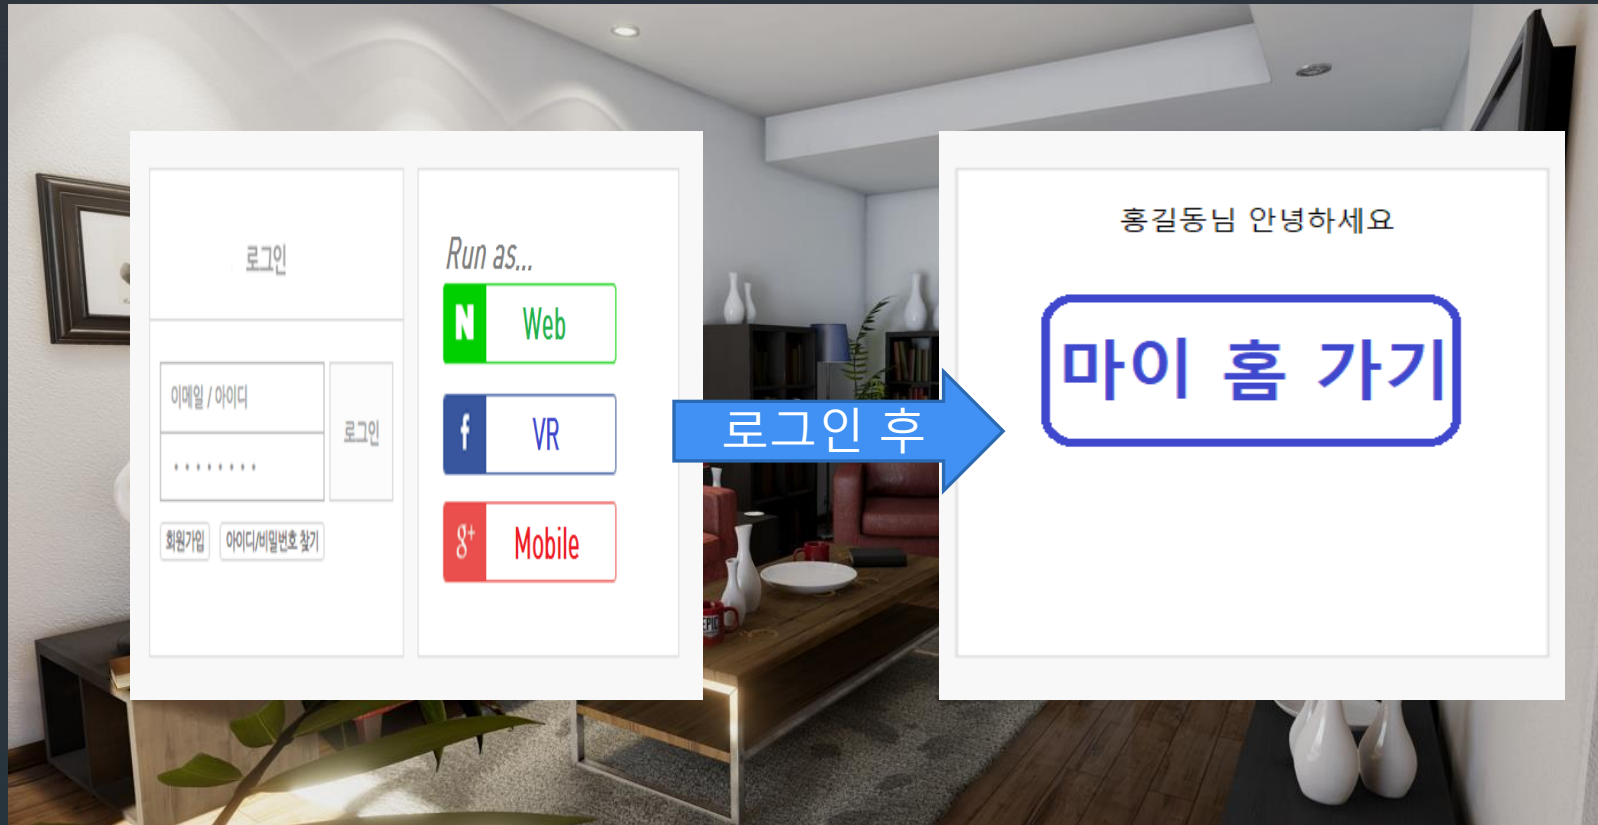 로그인
이메일 / 아이디
········
로그인
회원가입
아이디/비밀번호 찾기
Run as...
N Web
f VR
g+ Mobile
로그인 후
홍길동님 안녕하세요
마이 홈 가기
EPIC